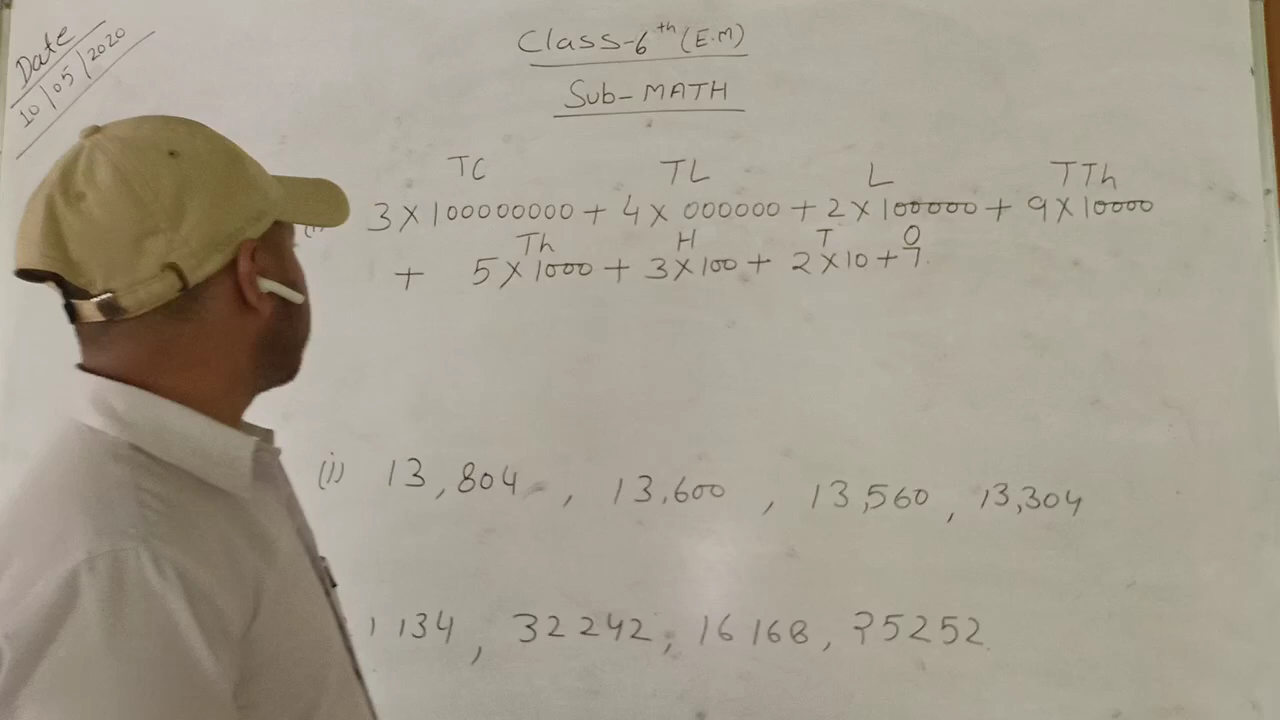 Date
10/05/2020
Class-6th (E.M)
Sub-MATH
TC TL L TTh
3×100000000 + 4× 000000 + 2×100000 + 9×10000
Th H T O
+ 5×1000 + 3×100 + 2×10+7
(i) 13,804 , 13,600 , 13,560 , 13,304
1 134 , 32242, 16168, 25252